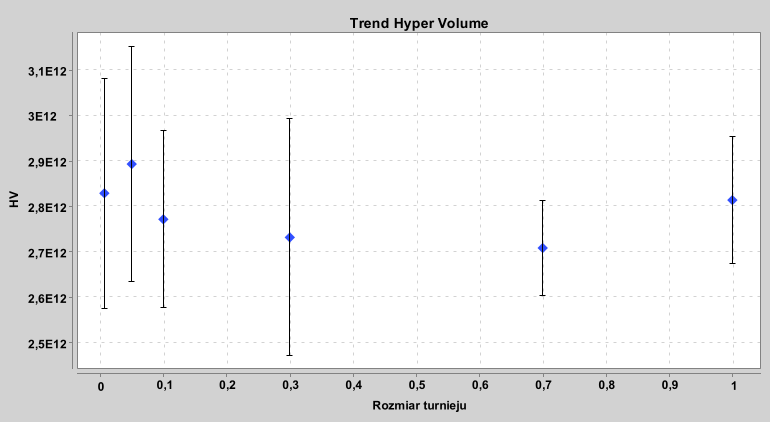 Trend Hyper Volume
HV
3,1E12
3E12
2,9E12
2,8E12
2,7E12
2,6E12
2,5E12
0 0,1 0,2 0,3 0,4 0,5 0,6 0,7 0,8 0,9 1
Rozmiar turnieju